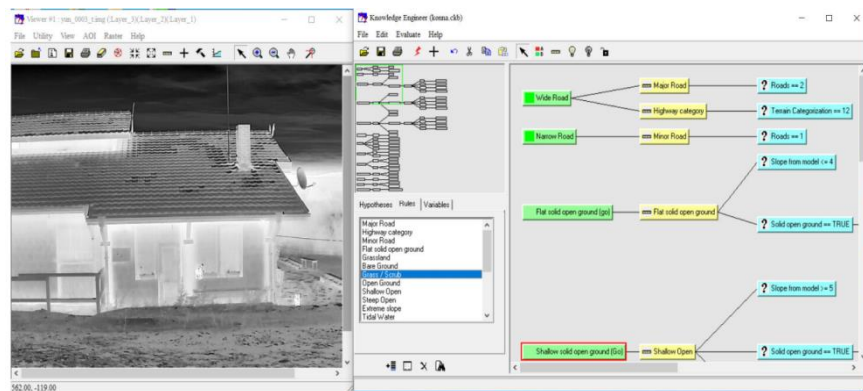 Viewer #1 : yun_0003_t.img (:Layer_3)(:Layer_2)(:Layer_1)
File Utility View AOI Raster Help
562.00, -119.00
Knowledge Engineer (kouna.ckb)
File Edit Evaluate Help
Hypotheses Rules Variables
Major Road
Highway category
Minor Road
Flat solid open ground
Grassland
Bare Ground
Grass / Scrub
Open Ground
Shallow Open
Steep Open
Extreme slope
Tidal Water
Wide Road
Major Road
? Roads == 2
Highway category
? Terrain Categorization == 12
Narrow Road
Minor Road
? Roads == 1
? Slope from model <= 4
Flat solid open ground (go)
Flat solid open ground
? Solid open ground == TRUE
? Slope from model >= 5
Shallow solid open ground (Go)
Shallow Open
? Solid open ground == TRUE